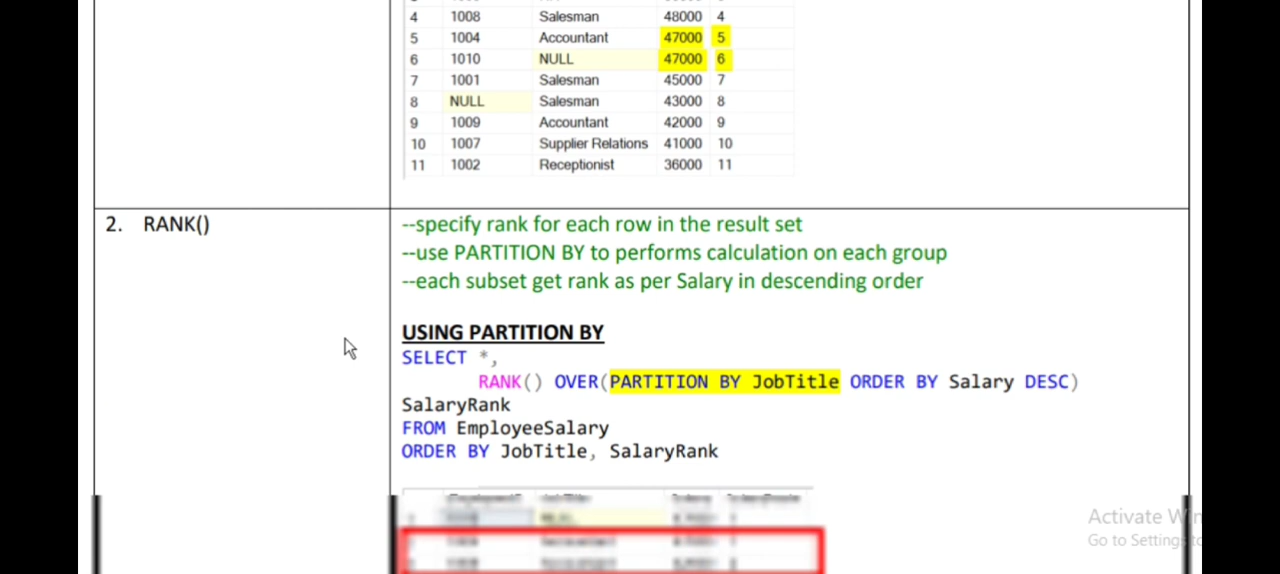 4 1008 Salesman 48000 4
5 1004 Accountant 47000 5
6 1010 NULL 47000 6
7 1001 Salesman 45000 7
8 NULL Salesman 43000 8
9 1009 Accountant 42000 9
10 1007 Supplier Relations 41000 10
11 1002 Receptionist 36000 11
2. RANK()
--specify rank for each row in the result set
--use PARTITION BY to performs calculation on each group
--each subset get rank as per Salary in descending order
USING PARTITION BY
SELECT *,
RANK() OVER(PARTITION BY JobTitle ORDER BY Salary DESC)
SalaryRank
FROM EmployeeSalary
ORDER BY JobTitle, SalaryRank
Activate
Go to Settings